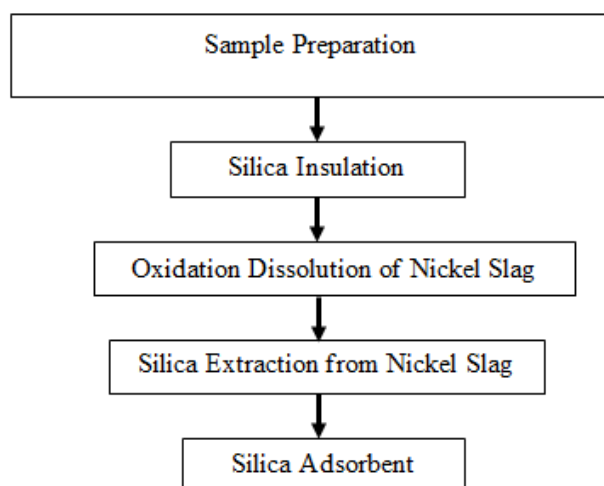 Sample Preparation
Silica Insulation
Oxidation Dissolution of Nickel Slag
Silica Extraction from Nickel Slag
Silica Adsorbent